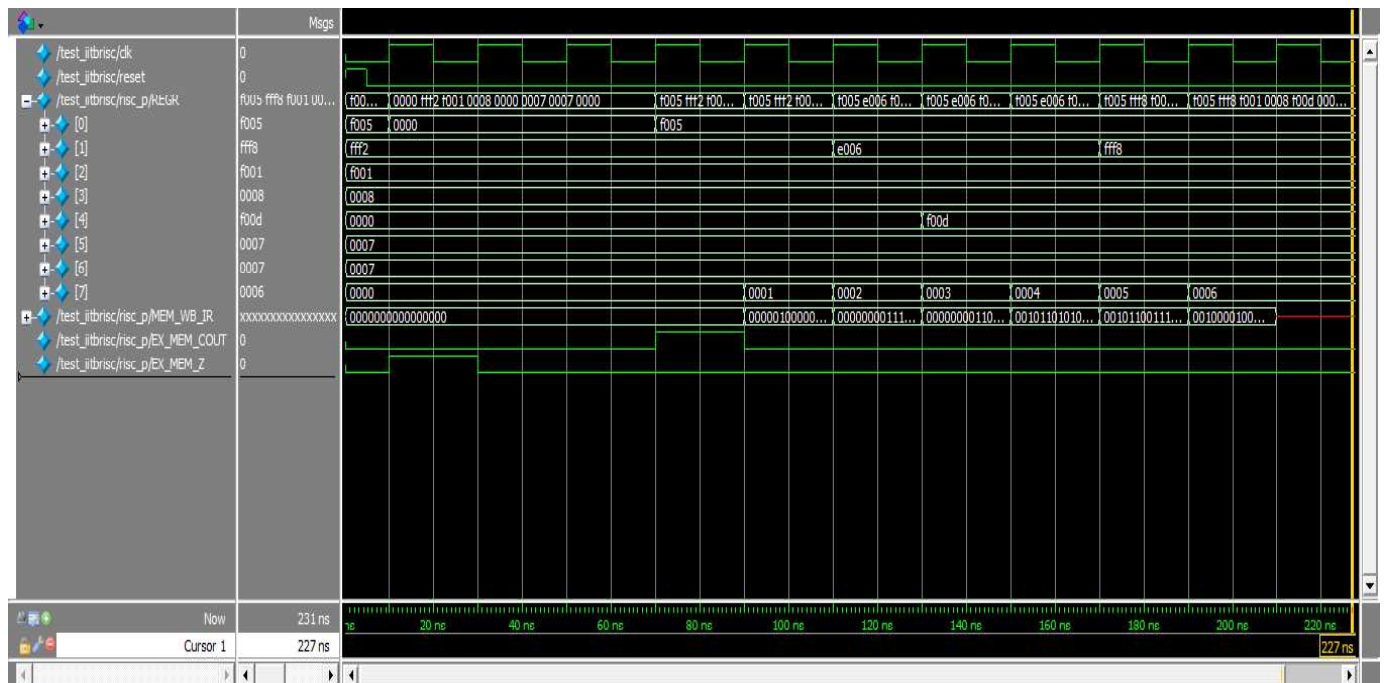 Msgs
/test_iitbrisc/clk 0
/test_iitbrisc/reset 0
/test_iitbrisc/risc_p/REGR f005 fff8 f001 00... f00... 0000 fff2 f001 0008 0000 0007 0007 0000 f005 fff2 f00... f005 fff2 f00... f005 e006 f0... f005 e006 f0... f005 e006 f0... f005 fff8 f00... f005 fff8 f001 0008 f00d 000...
[0] f005 f005 0000 f005
[1] fff8 fff2 e006 fff8
[2] f001 f001
[3] 0008 0008
[4] f00d 0000 f00d
[5] 0007 0007
[6] 0007 0007
[7] 0006 0000 0001 0002 0003 0004 0005 0006
/test_iitbrisc/risc_p/MEM_WB_IR xxxxxxxxxxxxxxxx 0000000000000000 00000100000... 00000000111... 00000000110... 00101101010... 00101100111... 0010000100...
/test_iitbrisc/risc_p/EX_MEM_COUT 0
/test_iitbrisc/risc_p/EX_MEM_Z 0
Now 231 ns ns 20 ns 40 ns 60 ns 80 ns 100 ns 120 ns 140 ns 160 ns 180 ns 200 ns 220 ns
Cursor 1 227 ns 227 ns